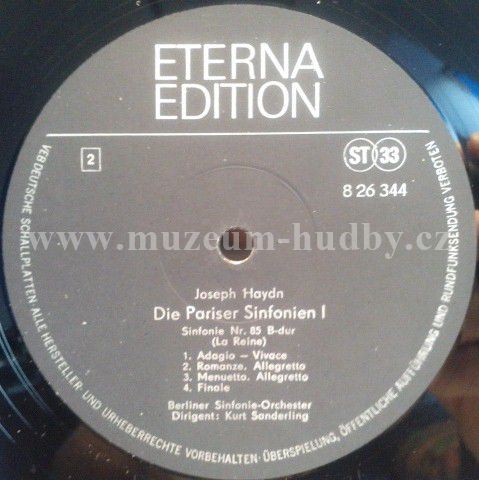 ETERNA
EDITION
2
ST 33
8 26 344
www.muzeum-hudby.cz
Joseph Haydn
Die Pariser Sinfonien I
Sinfonie Nr. 85 B-dur
(La Reine)
1. Adagio — Vivace
2. Romanze. Allegretto
3. Menuetto. Allegretto
4. Finale
Berliner Sinfonie-Orchester
Dirigent: Kurt Sanderling
VEB DEUTSCHE SCHALLPLATTEN ALLE HERSTELLER- UND URHEBERRECHTE VORBEHALTEN · ÜBERSPIELUNG, ÖFFENTLICHE AUFFÜHRUNG UND RUNDFUNKSENDUNG VERBOTEN